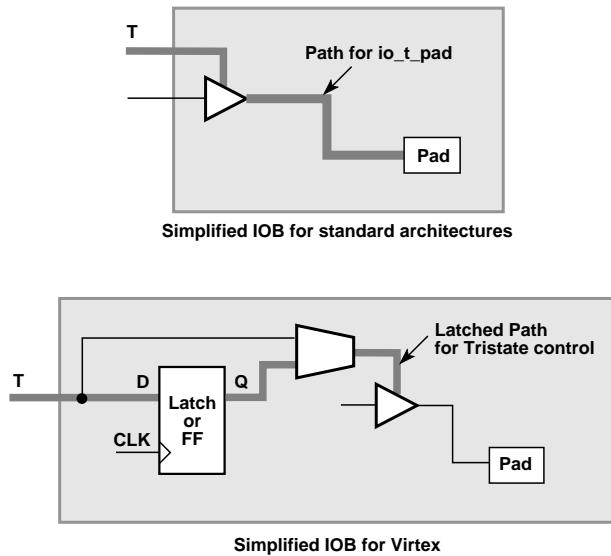 T
Path for io_t_pad
Pad
Simplified IOB for standard architectures
Latched Path
for Tristate control
T
D
Q
Latch
or
FF
CLK
Pad
Simplified IOB for Virtex